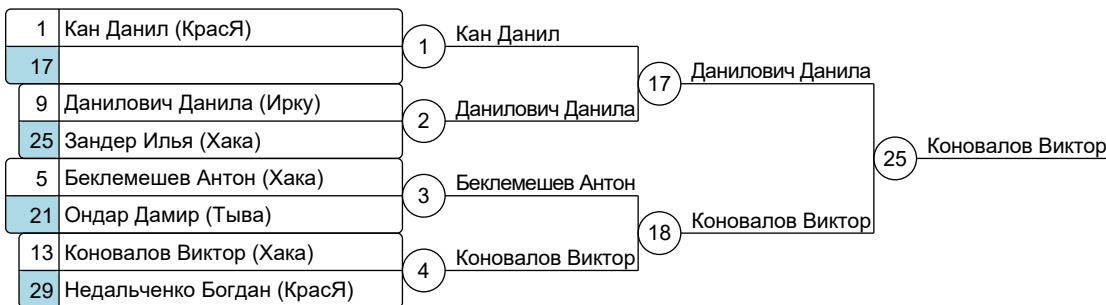 1 Кан Данил (КрасЯ)
17
9 Данилович Данила (Ирку)
25 Зандер Илья (Хака)
5 Беклемешев Антон (Хака)
21 Ондар Дамир (Тыва)
13 Коновалов Виктор (Хака)
29 Недальченко Богдан (КрасЯ)
1 Кан Данил
2 Данилович Данила
3 Беклемешев Антон
4 Коновалов Виктор
17 Данилович Данила
18 Коновалов Виктор
25 Коновалов Виктор